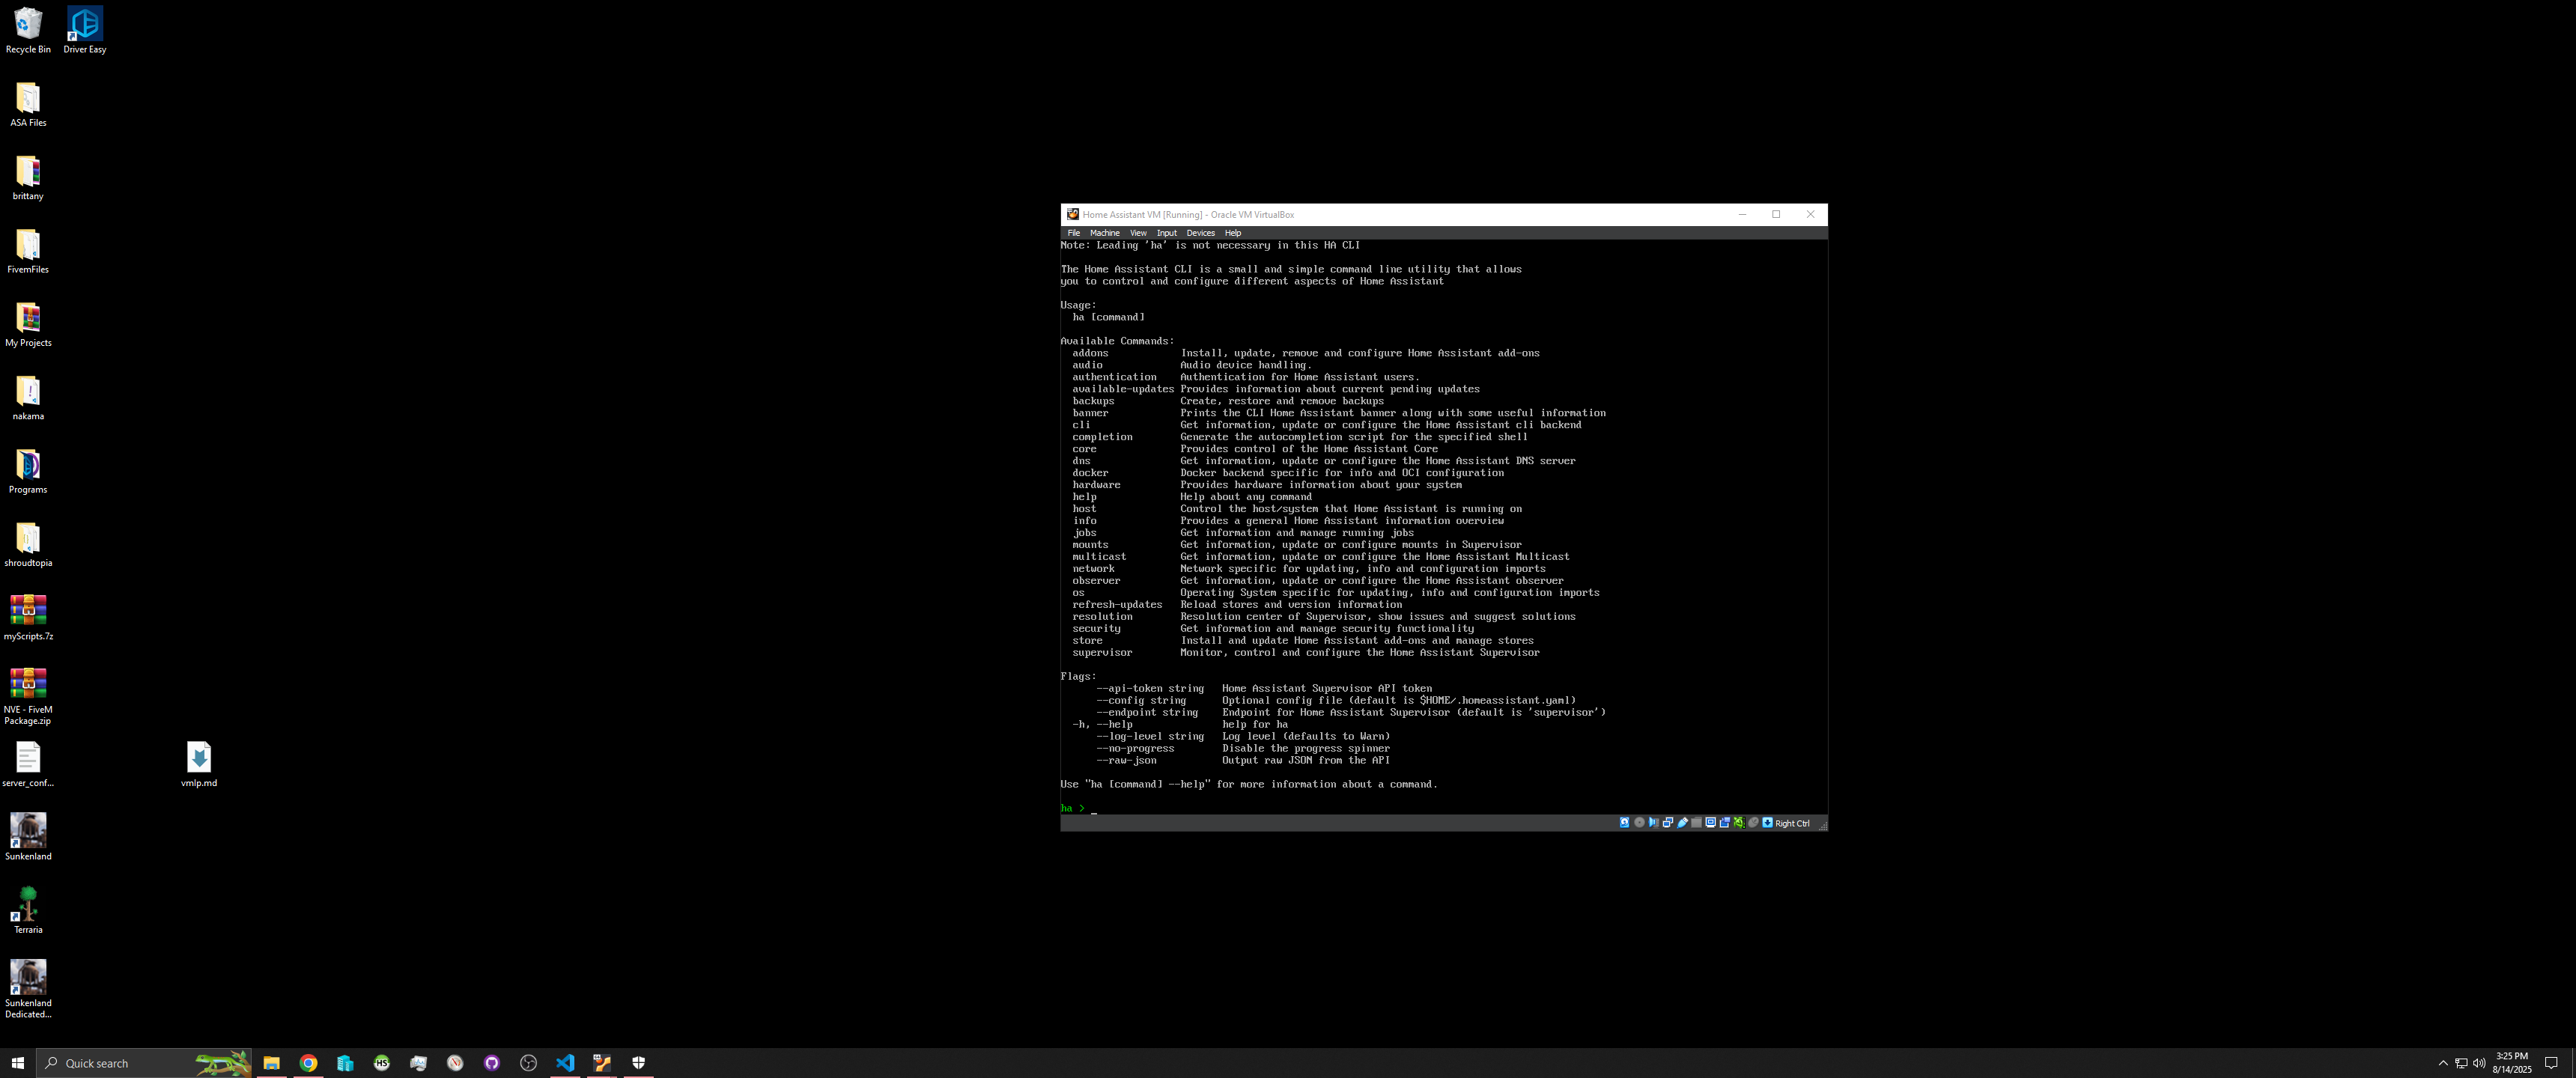 Recycle Bin
Driver Easy
ASA Files
brittany
FivemFiles
My Projects
nakama
Programs
shroudtopia
myScripts.7z
NVE - FiveM
Package.zip
server_conf...
vmlp.md
Sunkenland
Terraria
Sunkenland
Dedicated...
Home Assistant VM [Running] - Oracle VM VirtualBox
File Machine View Input Devices Help
Note: Leading 'ha' is not necessary in this HA CLI
The Home Assistant CLI is a small and simple command line utility that allows
you to control and configure different aspects of Home Assistant
Usage:
ha [command]
Available Commands:
addons Install, update, remove and configure Home Assistant add-ons
audio Audio device handling.
authentication Authentication for Home Assistant users.
available-updates Provides information about current pending updates
backups Create, restore and remove backups
banner Prints the CLI Home Assistant banner along with some useful information
cli Get information, update or configure the Home Assistant cli backend
completion Generate the autocompletion script for the specified shell
core Provides control of the Home Assistant Core
dns Get information, update or configure the Home Assistant DNS server
docker Docker backend specific for info and OCI configuration
hardware Provides hardware information about your system
help Help about any command
host Control the host/system that Home Assistant is running on
info Provides a general Home Assistant information overview
jobs Get information and manage running jobs
mounts Get information, update or configure mounts in Supervisor
multicast Get information, update or configure the Home Assistant Multicast
network Network specific for updating, info and configuration imports
observer Get information, update or configure the Home Assistant observer
os Operating System specific for updating, info and configuration imports
refresh-updates Reload stores and version information
resolution Resolution center of Supervisor, show issues and suggest solutions
security Get information and manage security functionality
store Install and update Home Assistant add-ons and manage stores
supervisor Monitor, control and configure the Home Assistant Supervisor
Flags:
--api-token string Home Assistant Supervisor API token
--config string Optional config file (default is $HOME/.homeassistant.yaml)
--endpoint string Endpoint for Home Assistant Supervisor (default is 'supervisor')
-h, --help help for ha
--log-level string Log level (defaults to Warn)
--no-progress Disable the progress spinner
--raw-json Output raw JSON from the API
Use "ha [command] --help" for more information about a command.
ha > _
Right Ctrl
Quick search
HS
3:25 PM
8/14/2025